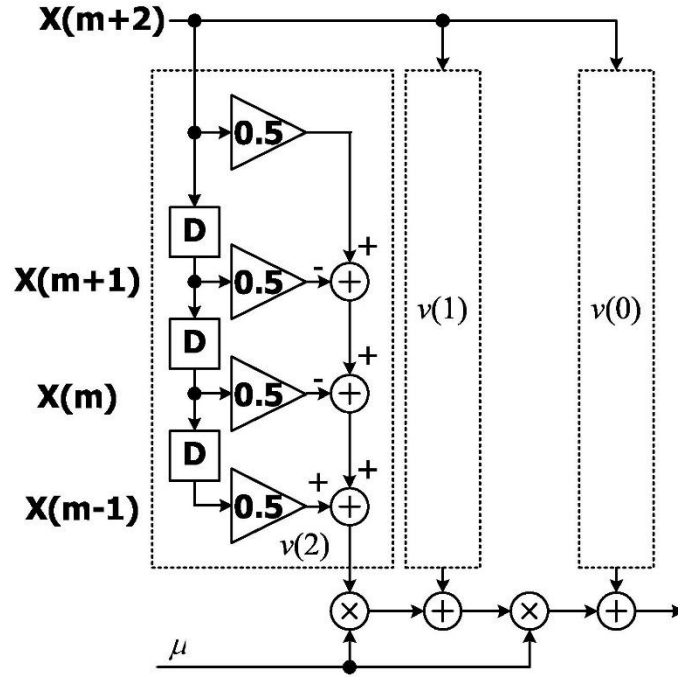 X(m+2)
0.5
+
D
X(m+1)
0.5
-
+
v(1)
v(0)
+
D
X(m)
0.5
-
+
D
+
+
X(m-1)
0.5
+
v(2)
×
+
×
+
μ